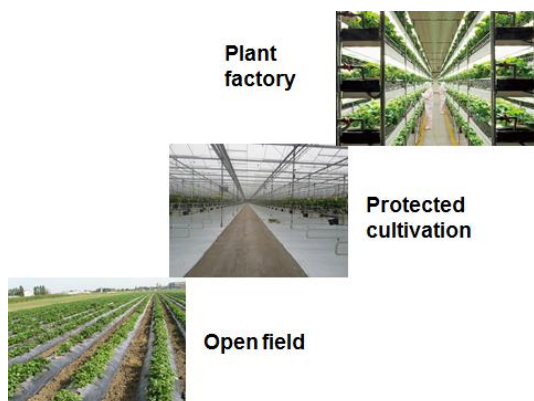 Plant
factory
Protected
cultivation
Open field